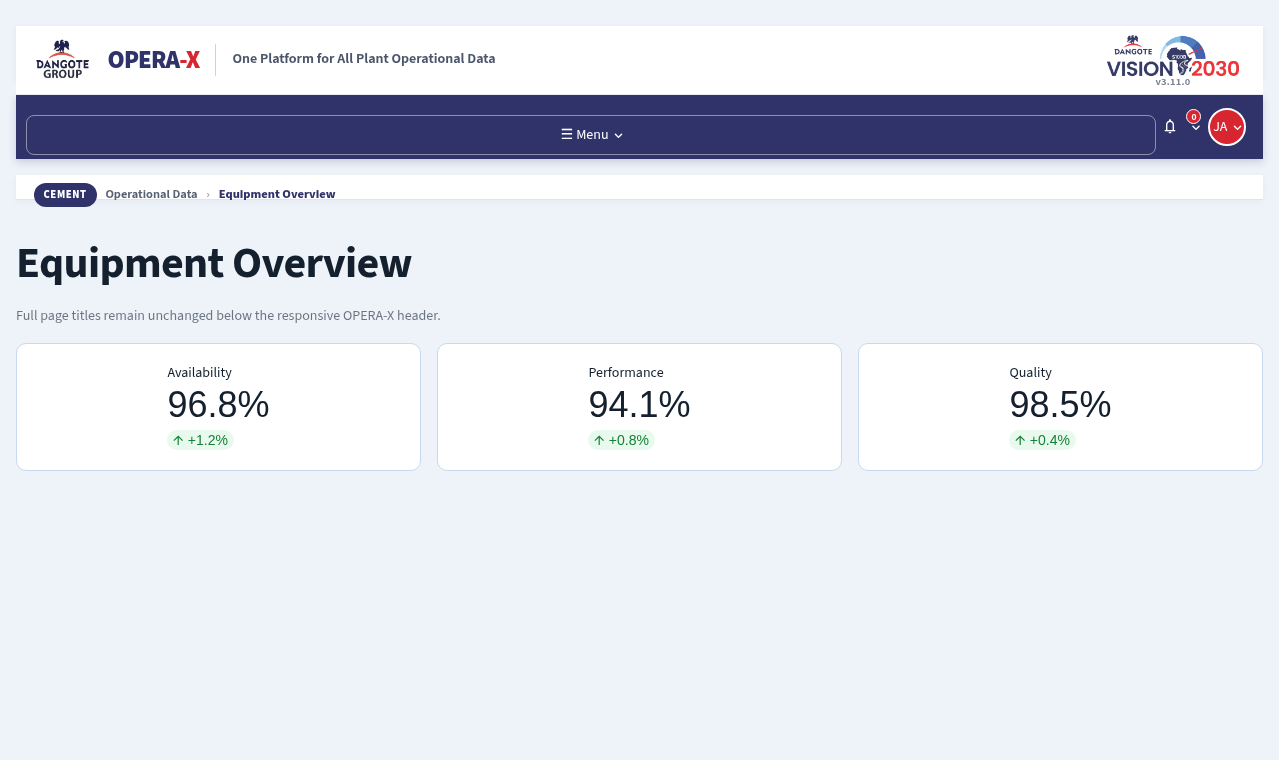 DANGOTE
GROUP
OPERA-X
One Platform for All Plant Operational Data
DANGOTE
VISION 2030
v3.11.0
☰ Menu
0
JA
CEMENT
Operational Data › Equipment Overview
Equipment Overview
Full page titles remain unchanged below the responsive OPERA-X header.
Availability
96.8%
↑ +1.2%
Performance
94.1%
↑ +0.8%
Quality
98.5%
↑ +0.4%